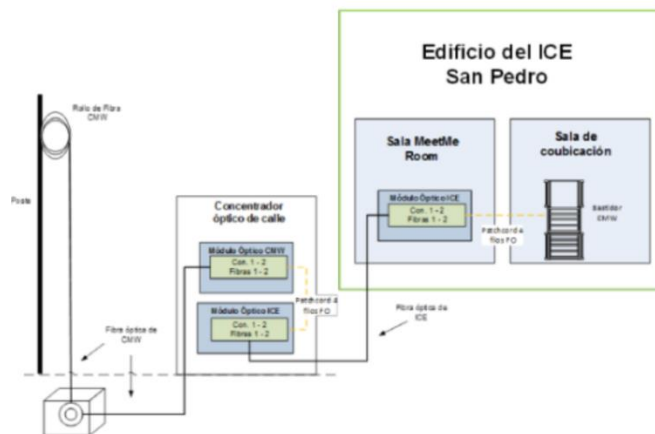 Edificio del ICE
San Pedro
Rollo de Fibra
CMW
Poste
Sala MeetMe
Room
Sala de
coubicación
Módulo Óptico ICE
Con. 1 - 2
Fibras 1 - 2
Patchcord 4
filos FO
Bastidor
CMW
Concentrador
óptico de calle
Módulo Óptico CMW
Con. 1 - 2
Fibras 1 - 2
Patchcord 4
filos FO
Módulo Óptico ICE
Con. 1 - 2
Fibras 1 - 2
Fibra óptica de
ICE
Fibra óptica de
CMW